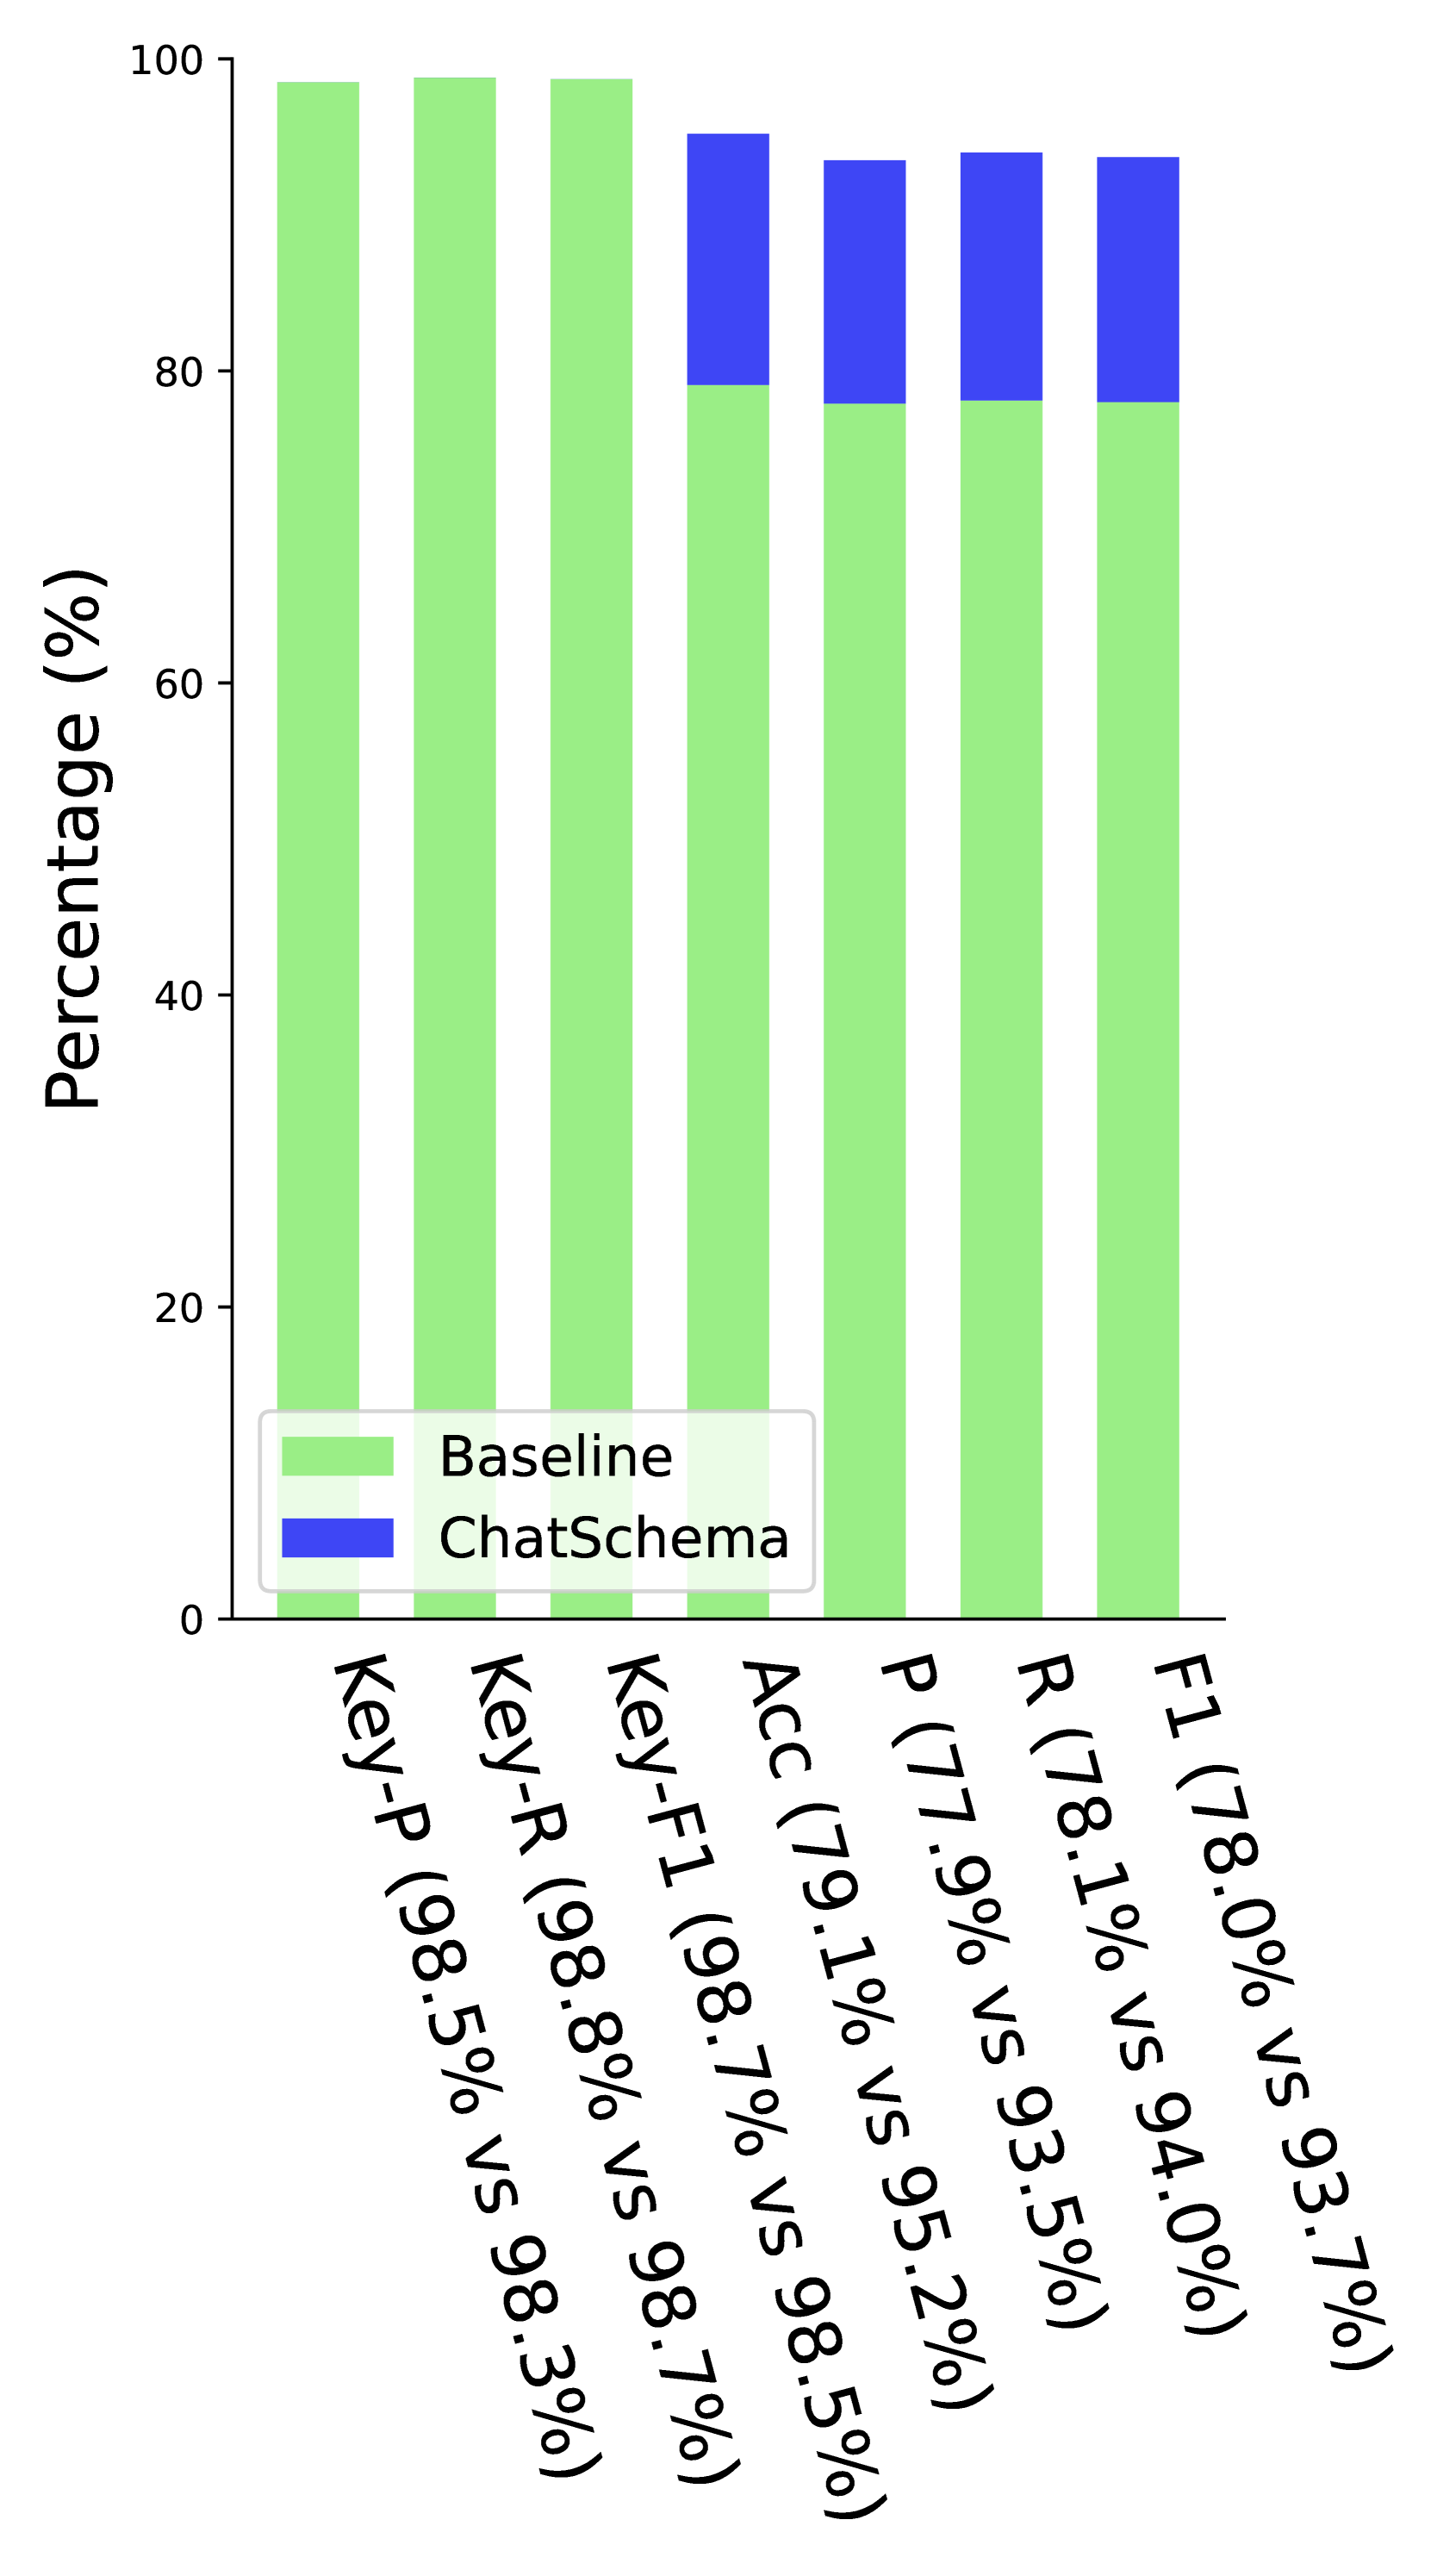 Percentage (%)
100
80
60
40
20
0
Baseline
ChatSchema
Key-P (98.5% vs 98.3%)
Key-R (98.8% vs 98.7%)
Key-F1 (98.7% vs 98.5%)
Acc (79.1% vs 95.2%)
P (77.9% vs 93.5%)
R (78.1% vs 94.0%)
F1 (78.0% vs 93.7%)